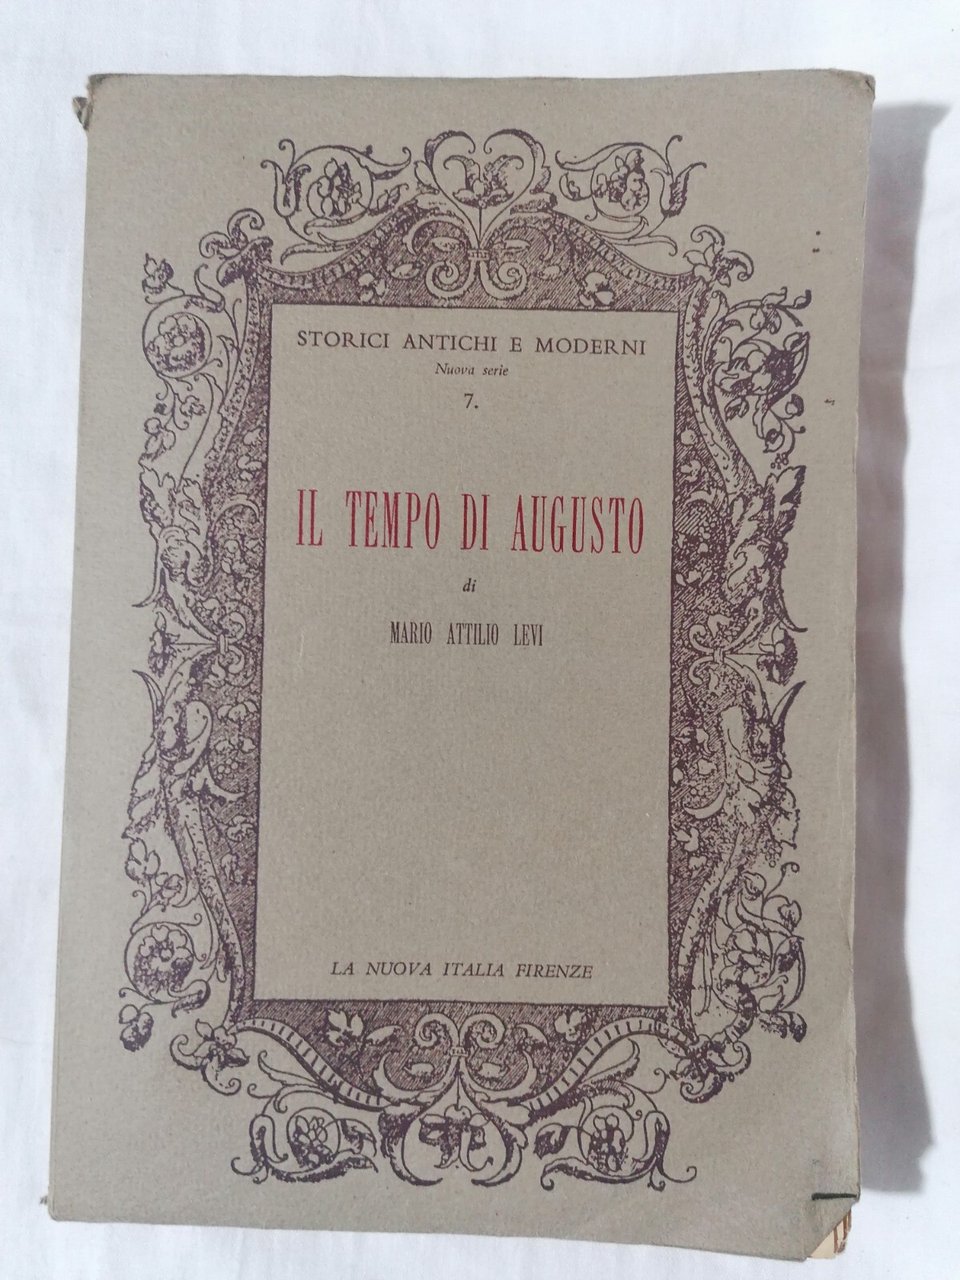 STORICI ANTICHI E MODERNI
Nuova serie
7.
IL TEMPO DI AUGUSTO
di
MARIO ATTILIO LEVI
LA NUOVA ITALIA FIRENZE